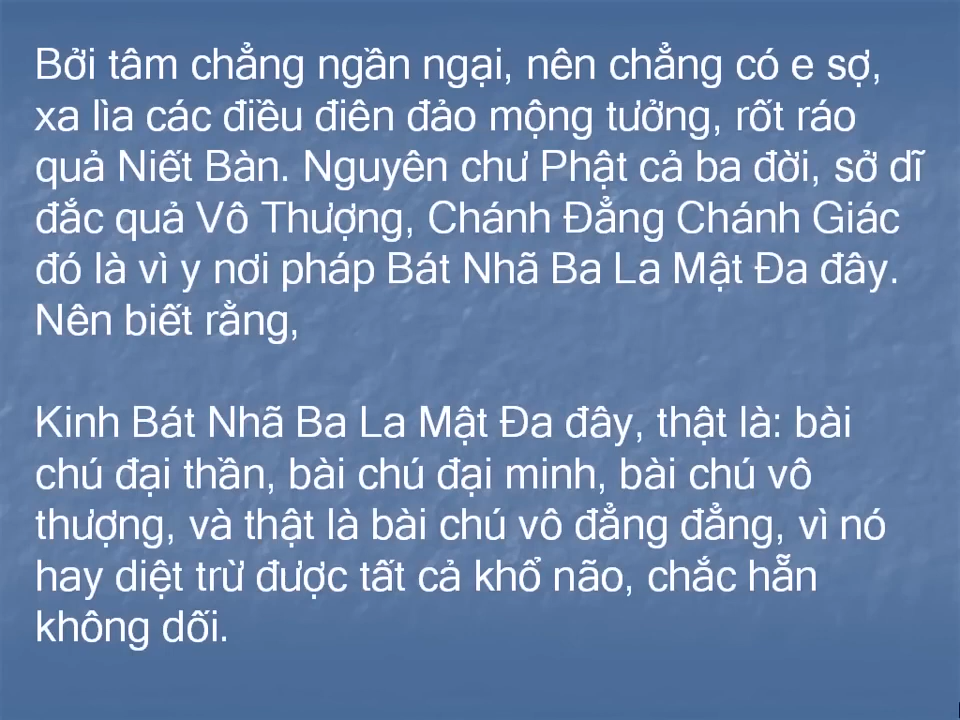 Bởi tâm chẳng ngần ngại, nên chẳng có e sợ,
xa lìa các điều điên đảo mộng tưởng, rốt ráo
quả Niết Bàn. Nguyên chư Phật cả ba đời, sở dĩ
đắc quả Vô Thượng, Chánh Đẳng Chánh Giác
đó là vì y nơi pháp Bát Nhã Ba La Mật Đa đây.
Nên biết rằng,
Kinh Bát Nhã Ba La Mật Đa đây, thật là: bài
chú đại thần, bài chú đại minh, bài chú vô
thượng, và thật là bài chú vô đẳng đẳng, vì nó
hay diệt trừ được tất cả khổ não, chắc hẵn
không dối.